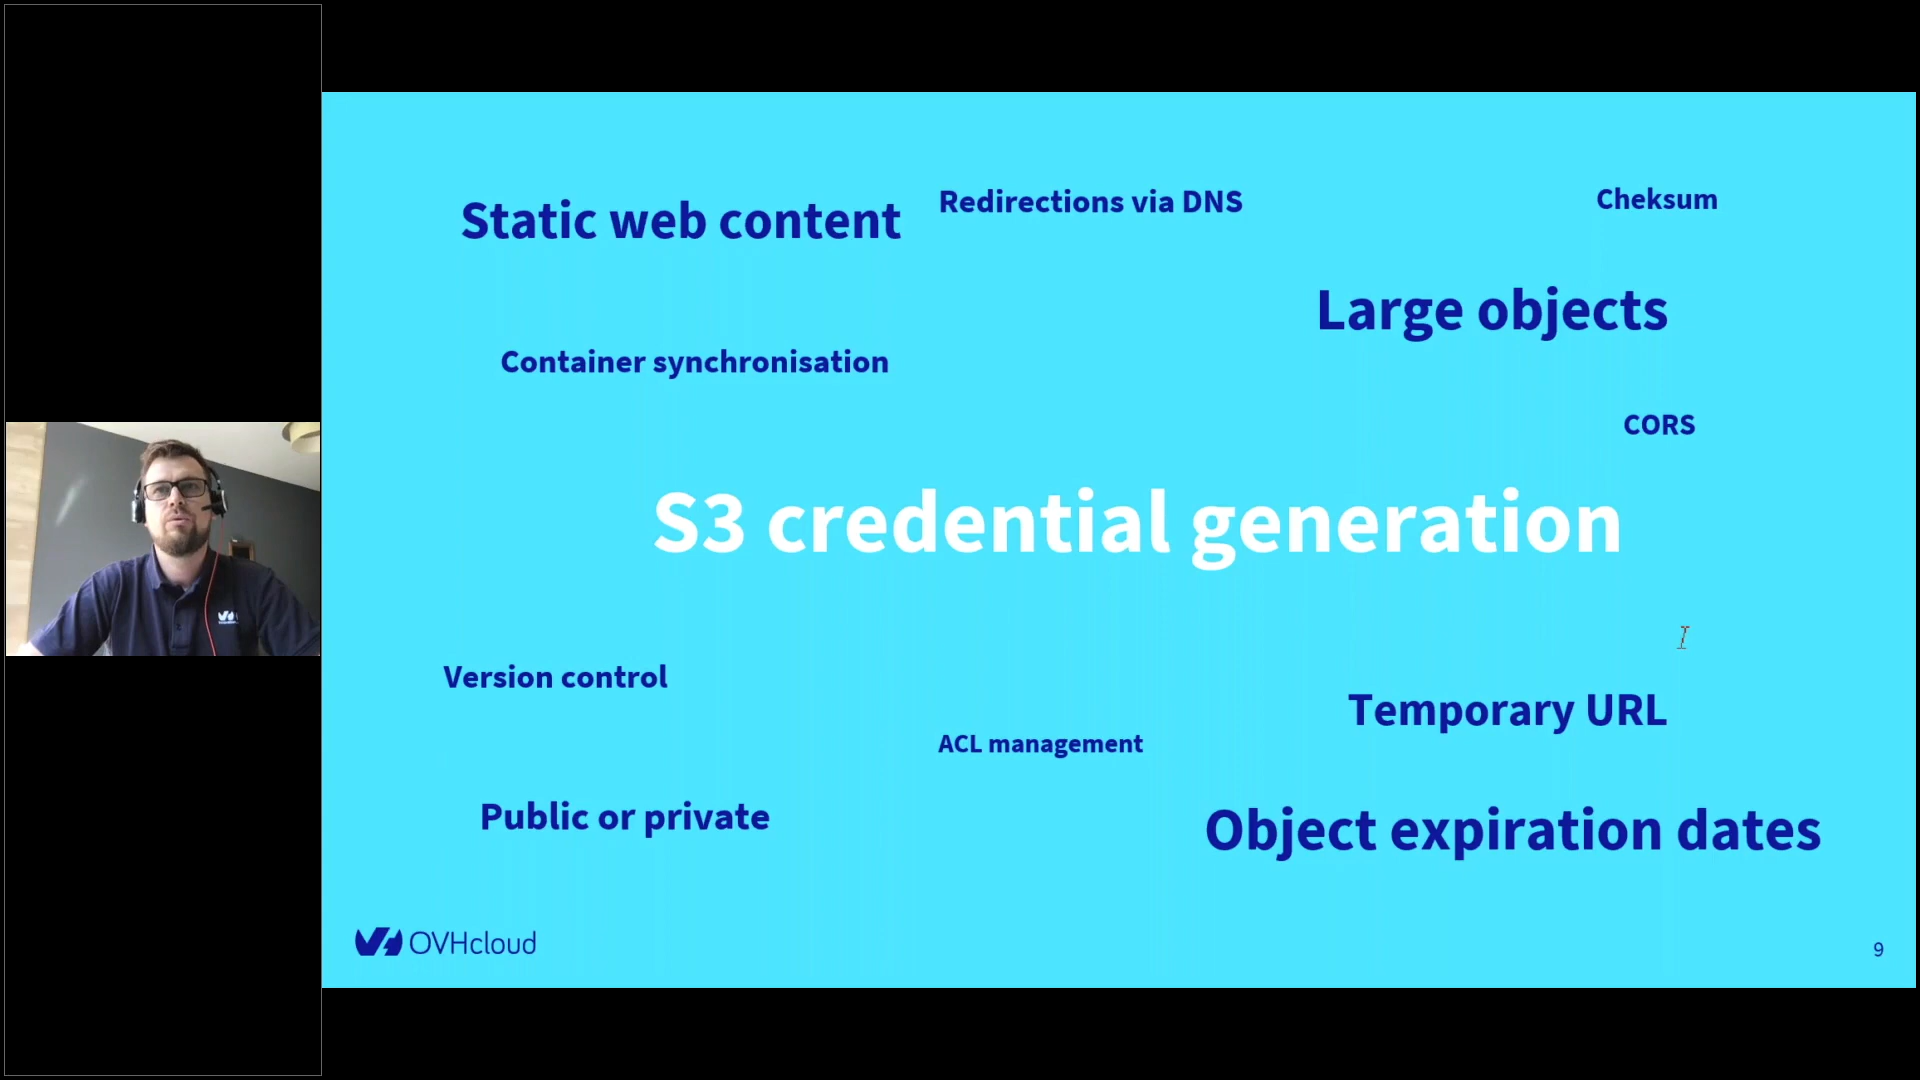 Static web content
Redirections via DNS
Cheksum
Large objects
Container synchronisation
CORS
S3 credential generation
Version control
Temporary URL
ACL management
Public or private
Object expiration dates
OVHcloud
9